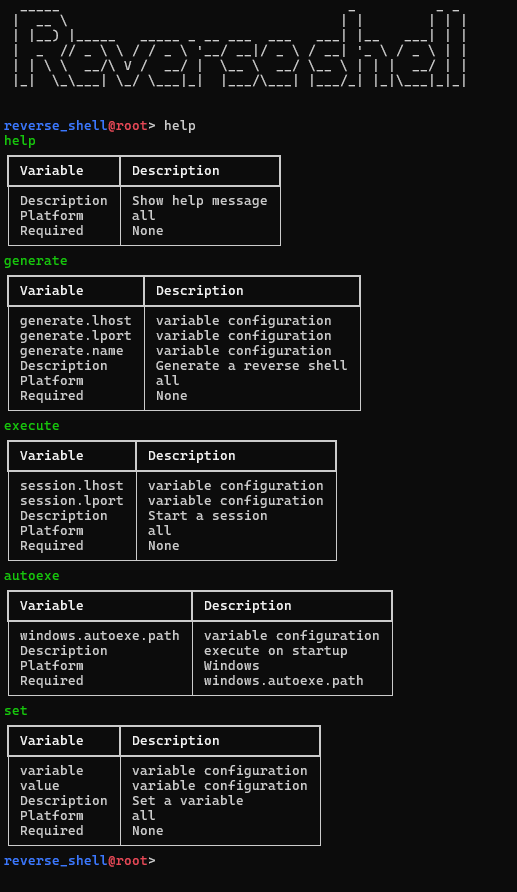 Reverse shell
reverse_shell@root> help
help
Variable Description
Description Show help message
Platform all
Required None
generate
Variable Description
generate.lhost variable configuration
generate.lport variable configuration
generate.name variable configuration
Description Generate a reverse shell
Platform all
Required None
execute
Variable Description
session.lhost variable configuration
session.lport variable configuration
Description Start a session
Platform all
Required None
autoexe
Variable Description
windows.autoexe.path variable configuration
Description execute on startup
Platform Windows
Required windows.autoexe.path
set
Variable Description
variable variable configuration
value variable configuration
Description Set a variable
Platform all
Required None
reverse_shell@root>